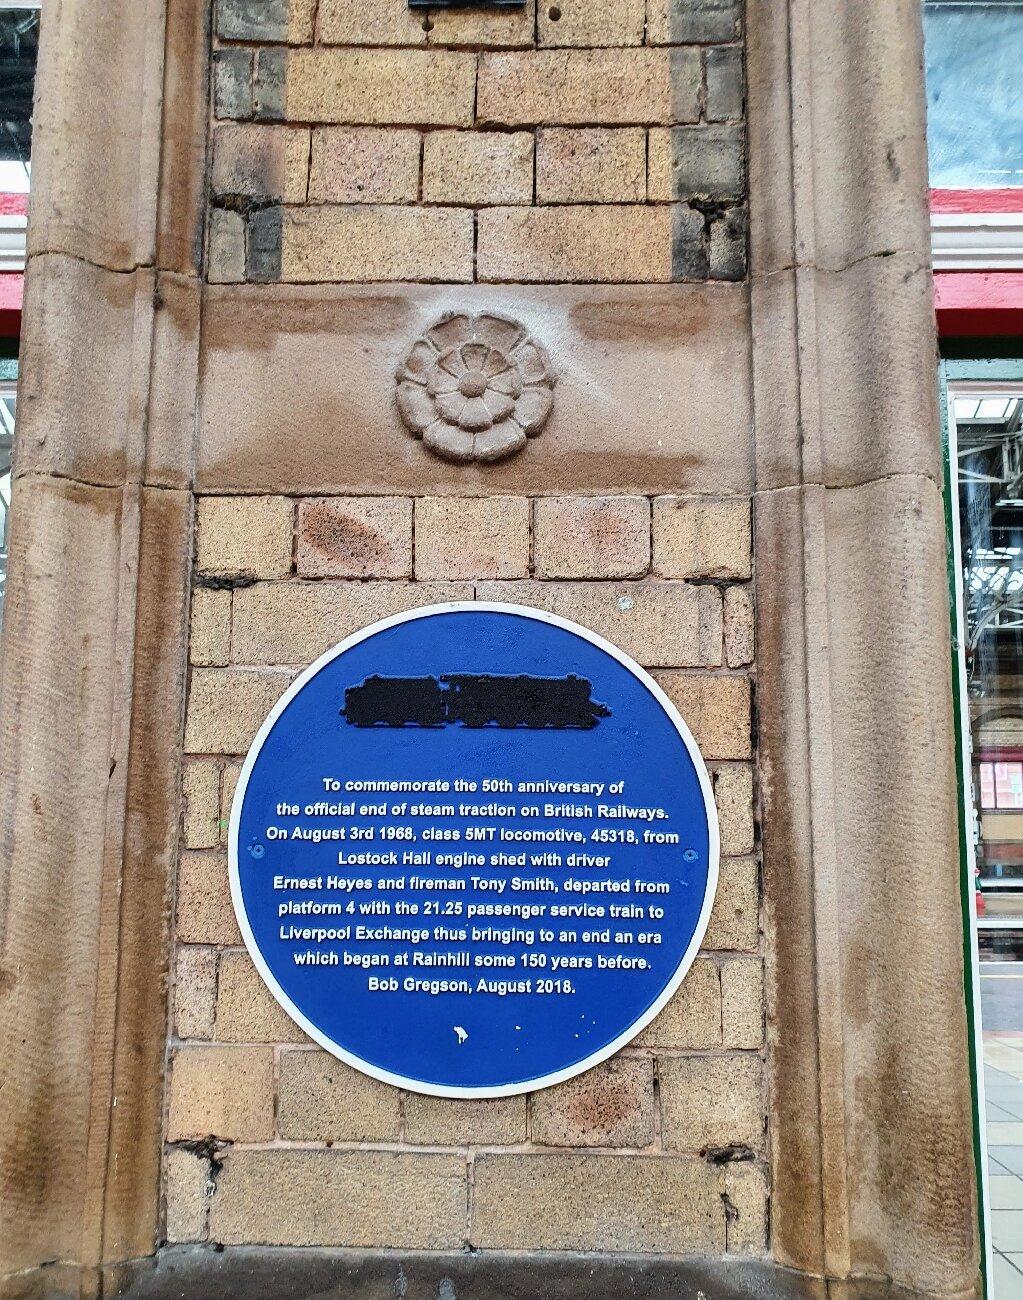 To commemorate the 50th anniversary of
the official end of steam traction on British Railways.
On August 3rd 1968, class 5MT locomotive, 45318, from
Lostock Hall engine shed with driver
Ernest Heyes and fireman Tony Smith, departed from
platform 4 with the 21.25 passenger service train to
Liverpool Exchange thus bringing to an end an era
which began at Rainhill some 150 years before.
Bob Gregson, August 2018.